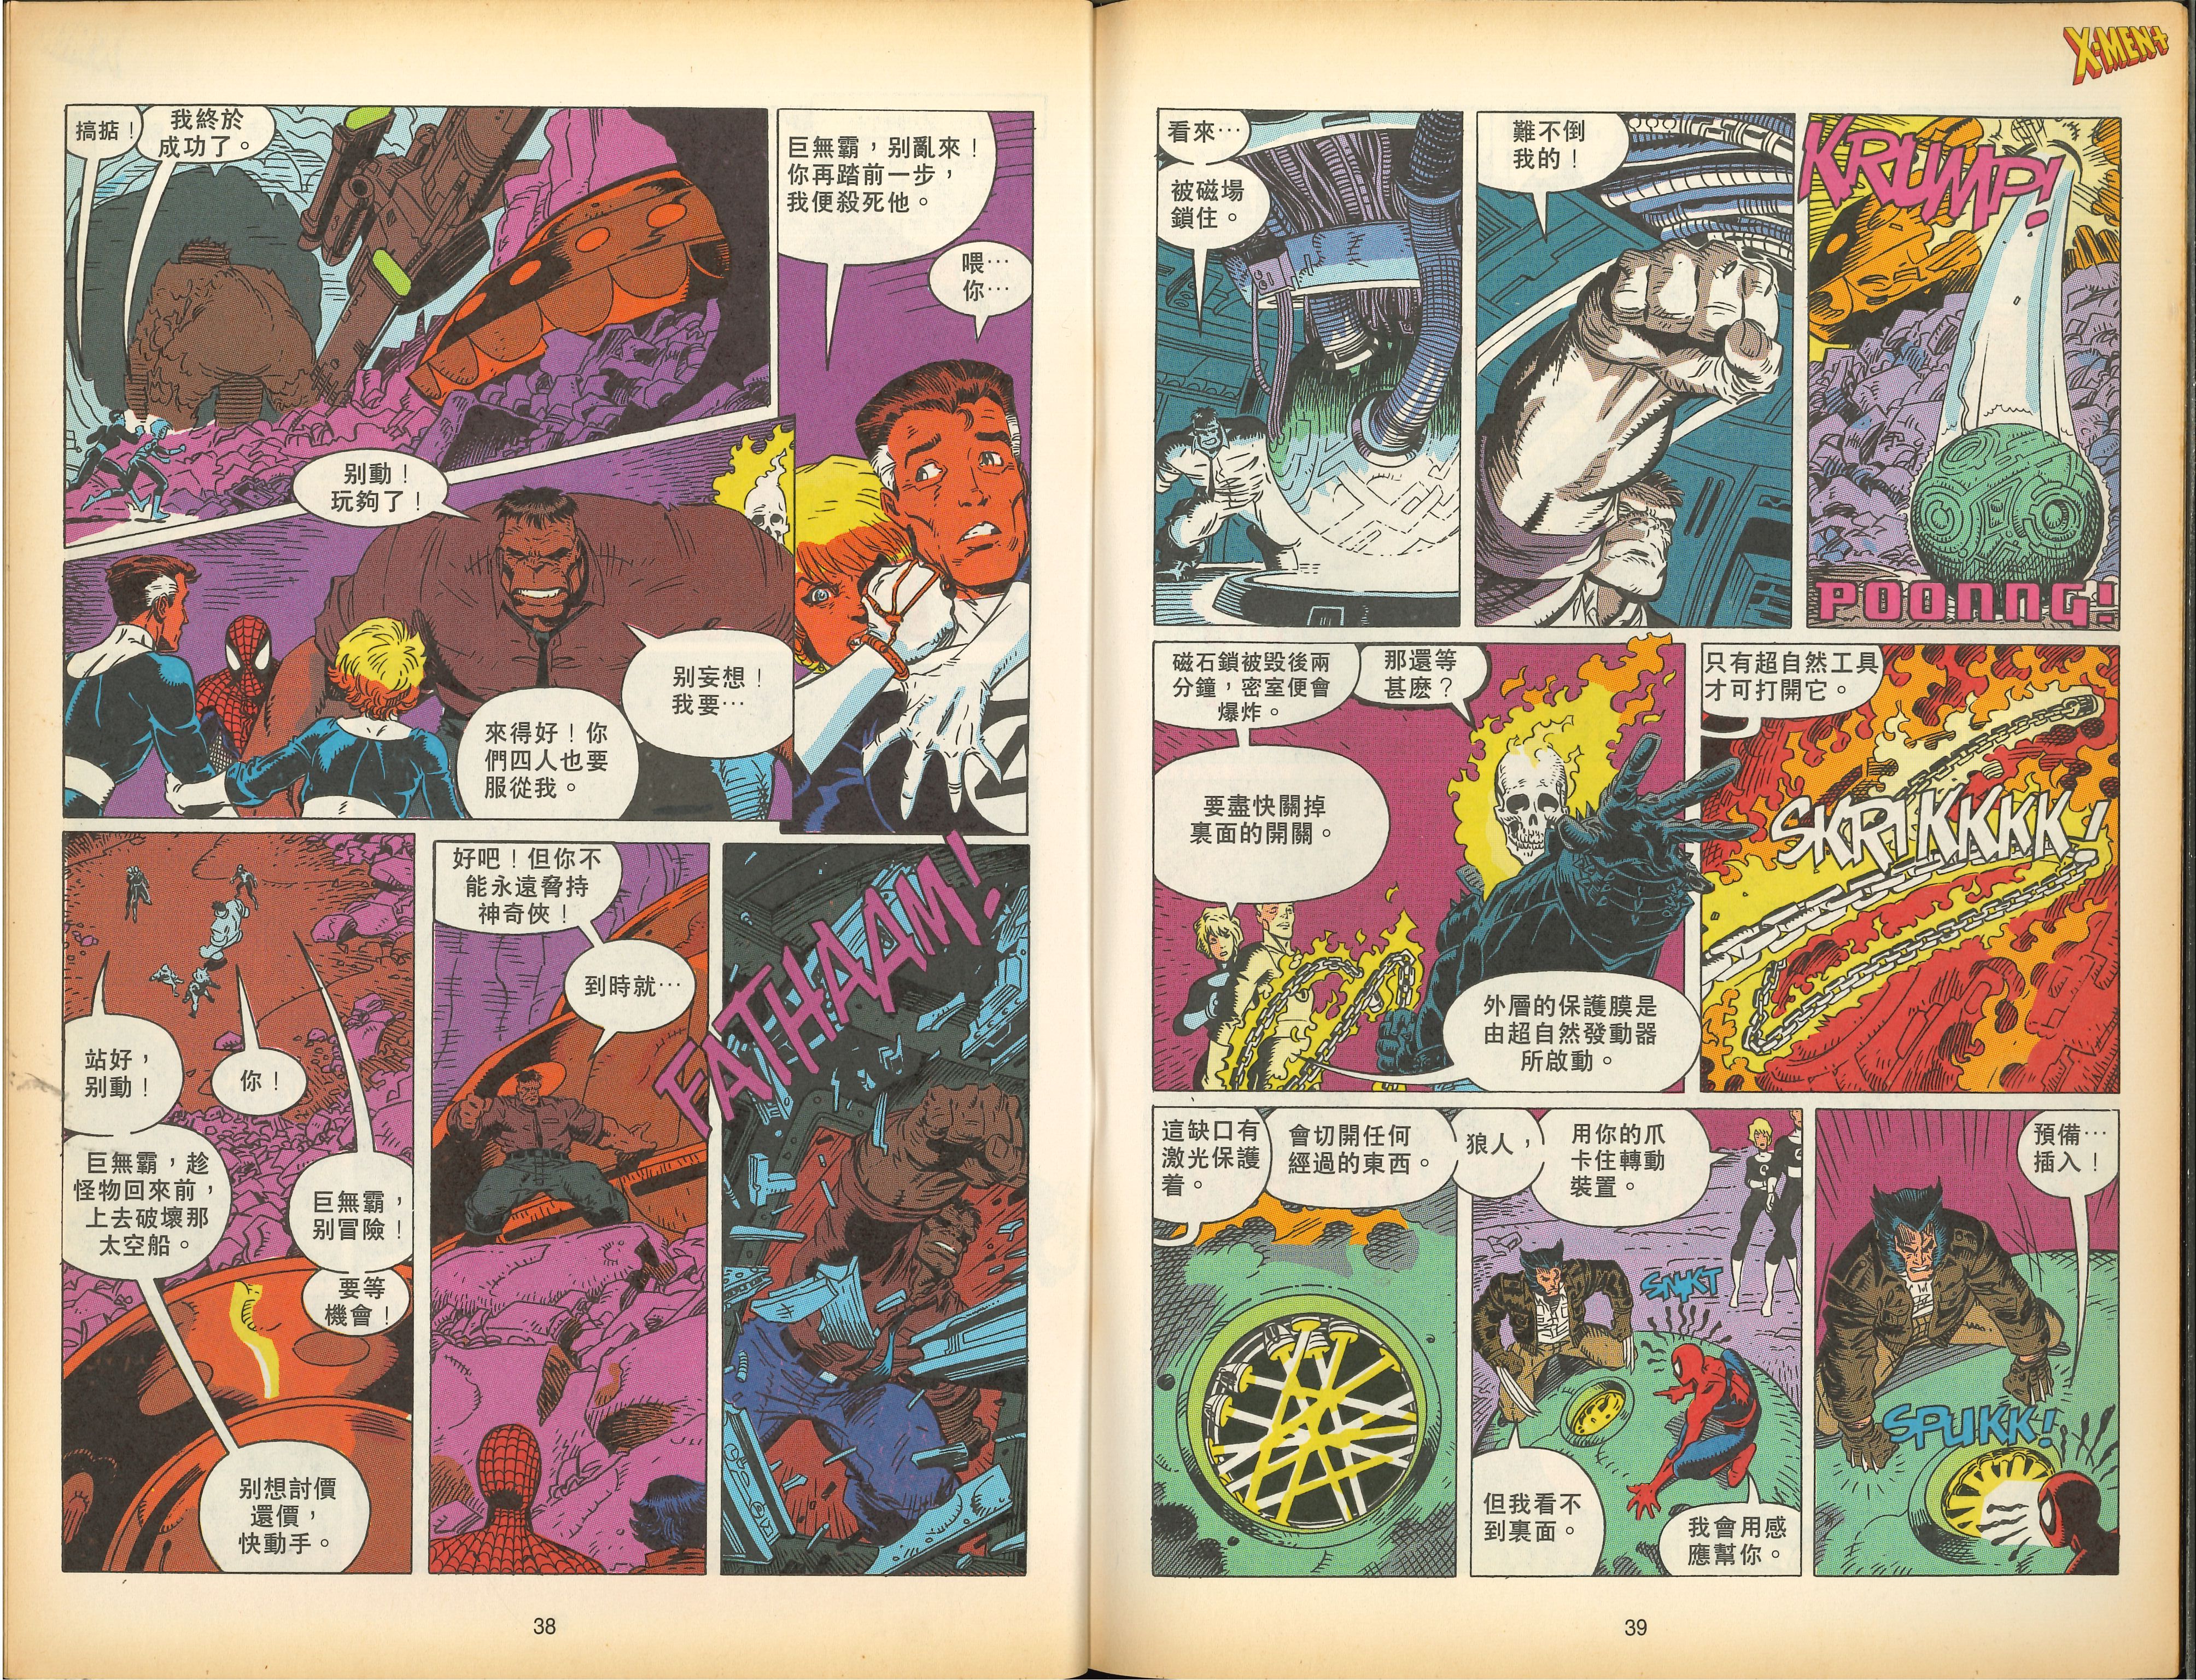 搞掂！
我終於
成功了。
巨無霸，别亂來！
你再踏前一步，
我便殺死他。
喂…
你…
别動！
玩夠了！
别妄想！
我要…
來得好！你
們四人也要
服從我。
站好，
别動！
你！
巨無霸，趁
怪物回來前，
上去破壞那
太空船。
巨無霸，
别冒險！
要等
機會！
别想討價
還價，
快動手。
好吧！但你不
能永遠脅持
神奇俠！
到時就…
FATHAAM!
38
X-MEN+
看來…
被磁場
鎖住。
難不倒
我的！
KRUMP!
POONNG!
磁石鎖被毀後兩
分鐘，密室便會
爆炸。
那還等
甚麼？
要盡快關掉
裏面的開關。
外層的保護膜是
由超自然發動器
所啟動。
只有超自然工具
才可打開它。
SKRIKKKK!
這缺口有
激光保護
着。
會切開任何
經過的東西。
狼人，
用你的爪
卡住轉動
裝置。
SNIKT
但我看不
到裏面。
我會用感
應幫你。
預備…
插入！
SPUKK!
39